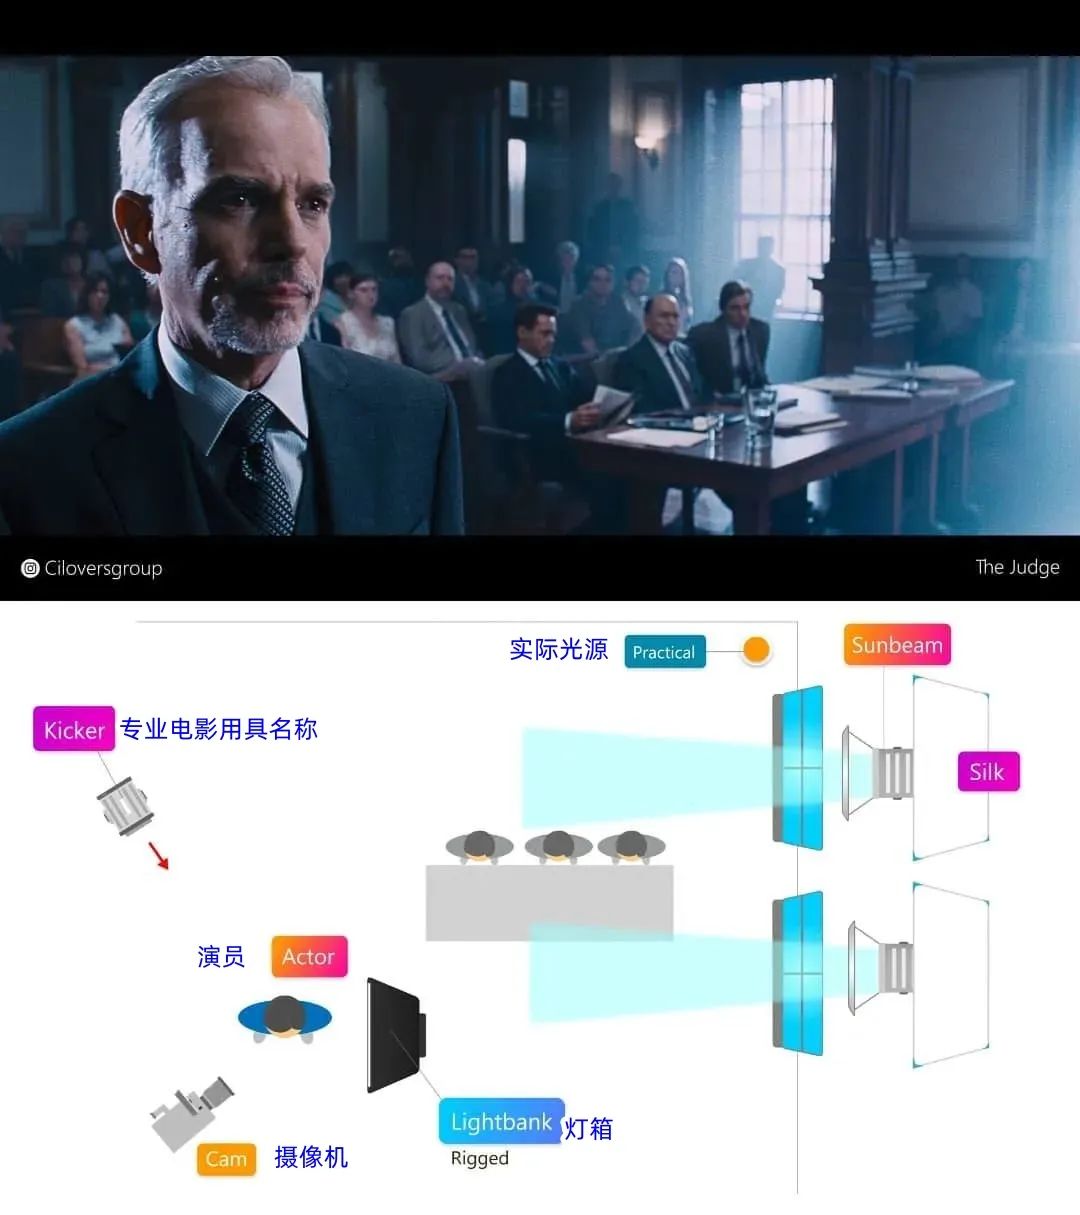 Ciloversgroup
The Judge
实际光源 Practical
Sunbeam
Kicker 专业电影用具名称
Silk
演员 Actor
Lightbank 灯箱
Rigged
Cam 摄像机